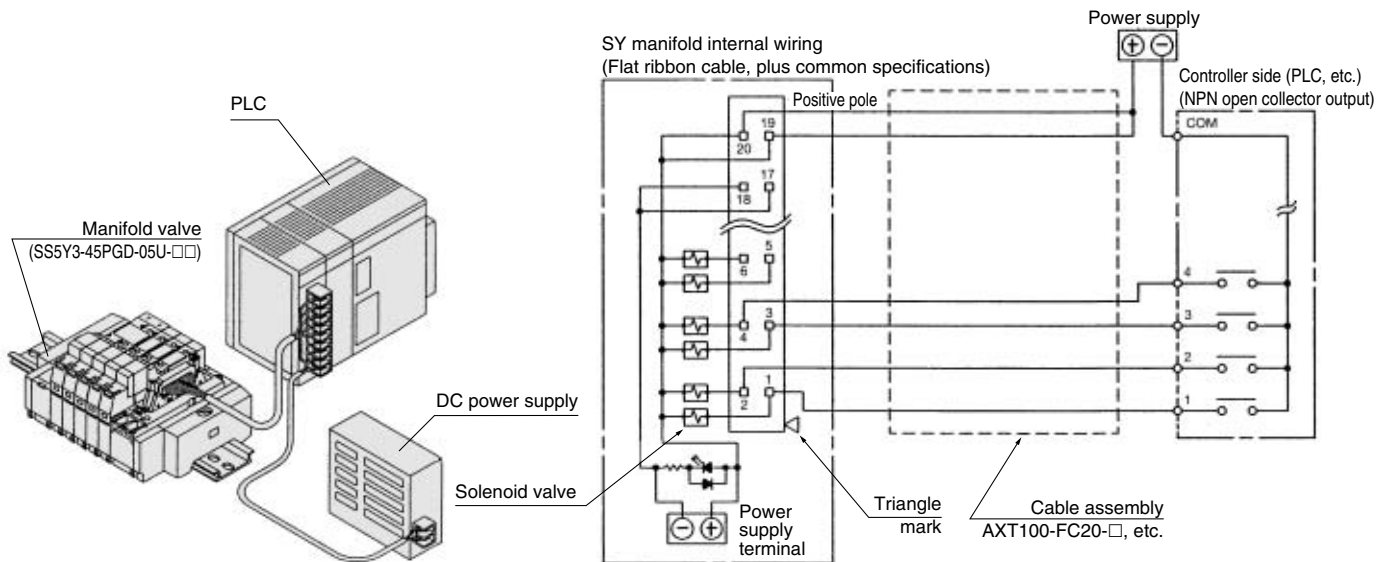 PLC
Manifold valve
(SS5Y3-45PGD-05U-□□)
DC power supply
SY manifold internal wiring
(Flat ribbon cable, plus common specifications)
Positive pole
19
20
17
18
5
6
3
4
1
2
Solenoid valve
Power
supply
terminal
Triangle
mark
Power supply
Controller side (PLC, etc.)
(NPN open collector output)
COM
4
3
2
1
Cable assembly
AXT100-FC20-□, etc.